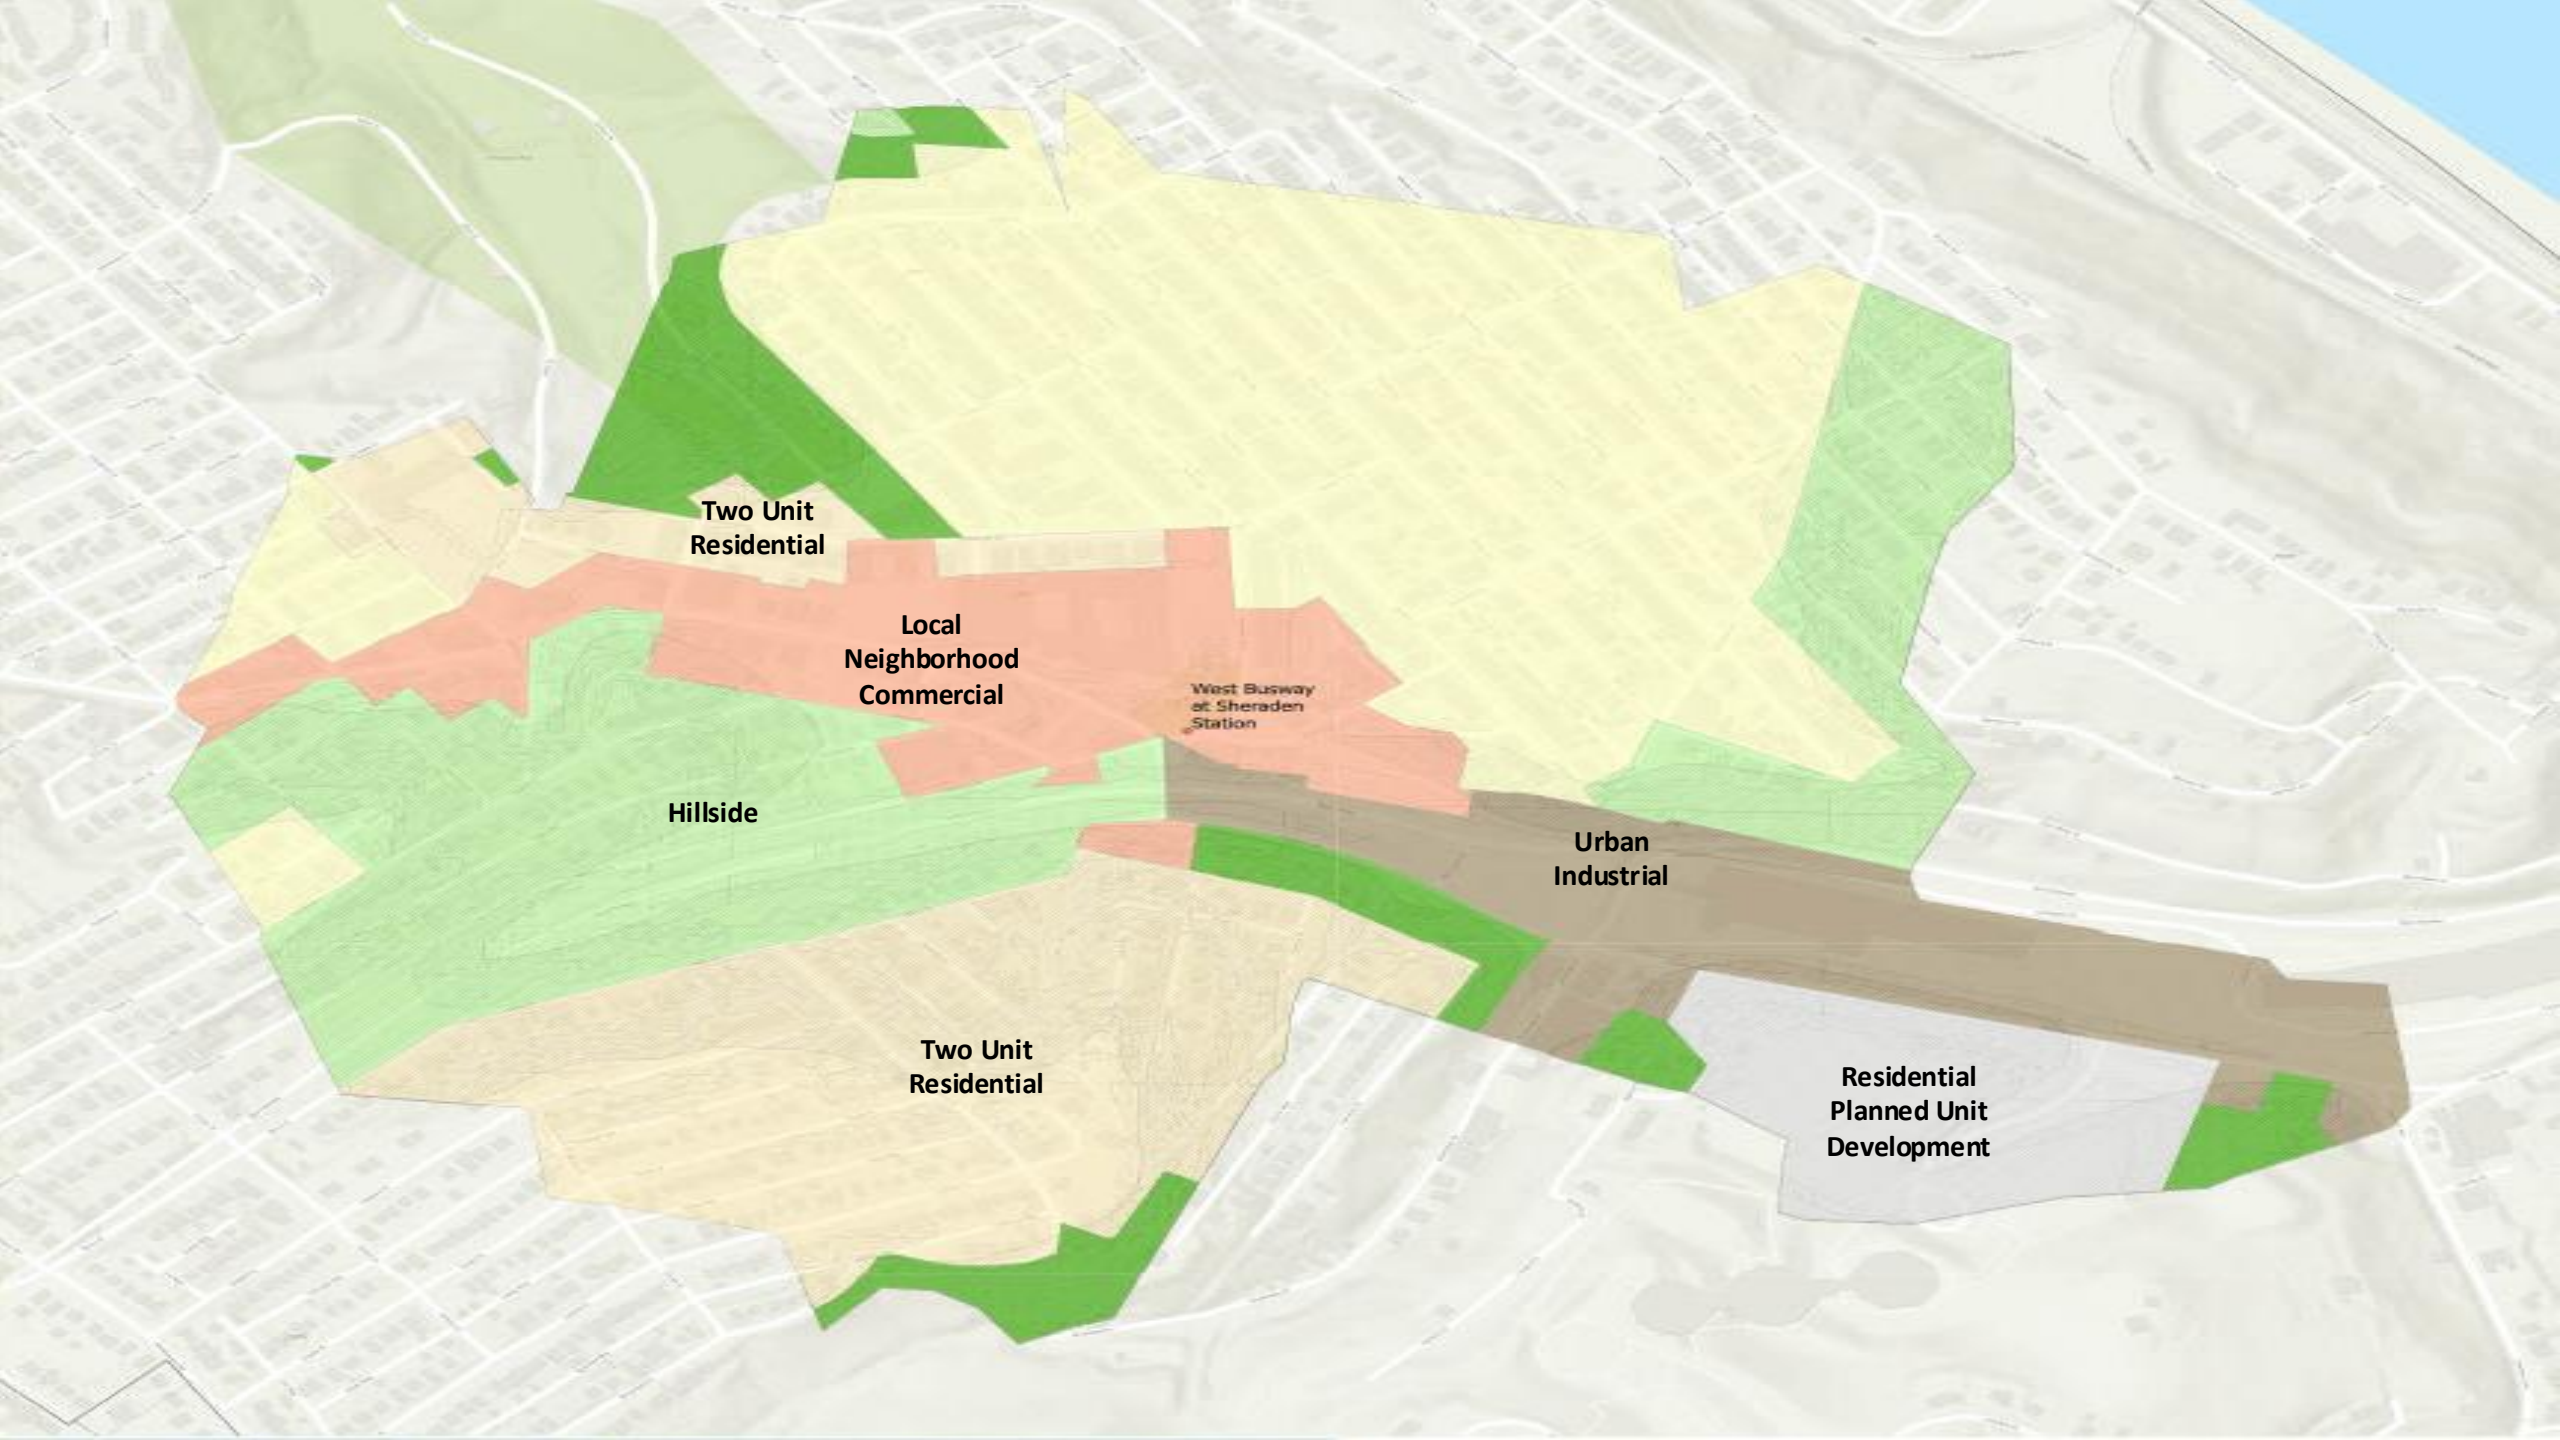 Two Unit
Residential
Local
Neighborhood
Commercial
West Busway
at Sheraden
Station
Hillside
Urban
Industrial
Two Unit
Residential
Residential
Planned Unit
Development